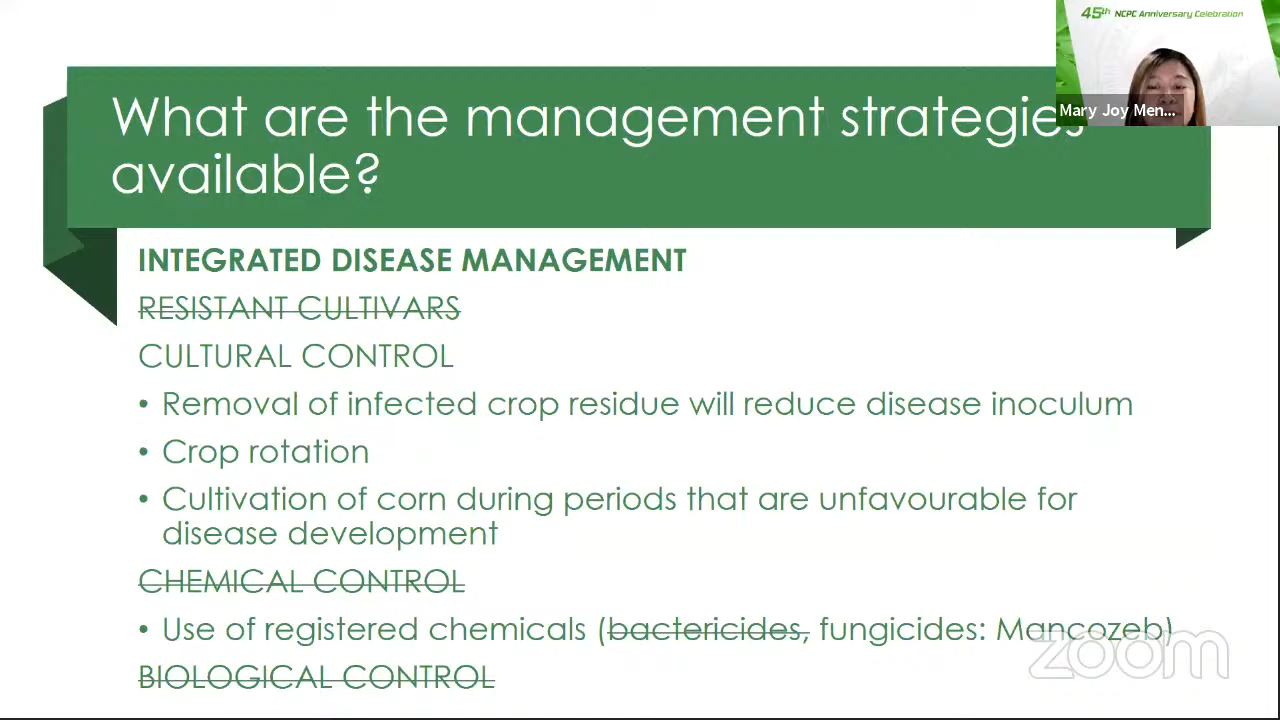 45th NCPC Anniversary Celebration
Mary Joy Men...
What are the management strategies
available?
INTEGRATED DISEASE MANAGEMENT
RESISTANT CULTIVARS
CULTURAL CONTROL
• Removal of infected crop residue will reduce disease inoculum
• Crop rotation
• Cultivation of corn during periods that are unfavourable for
disease development
CHEMICAL CONTROL
• Use of registered chemicals (bactericides, fungicides: Mancozeb)
BIOLOGICAL CONTROL
zoom